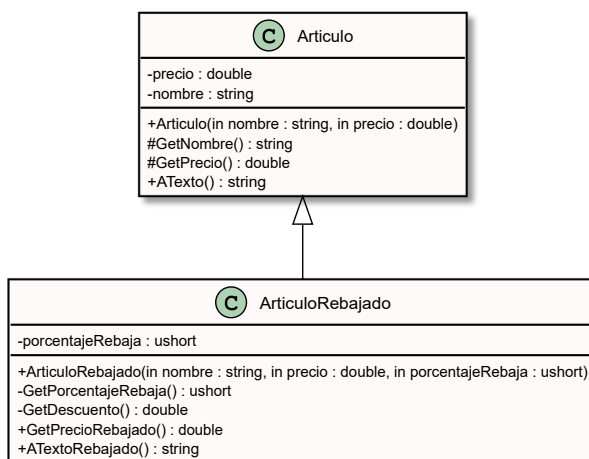 C Articulo
-precio : double
-nombre : string
+Articulo(in nombre : string, in precio : double)
#GetNombre() : string
#GetPrecio() : double
+ATexto() : string
C ArticuloRebajado
-porcentajeRebaja : ushort
+ArticuloRebajado(in nombre : string, in precio : double, in porcentajeRebaja : ushort)
-GetPorcentajeRebaja() : ushort
-GetDescuento() : double
+GetPrecioRebajado() : double
+ATextoRebajado() : string